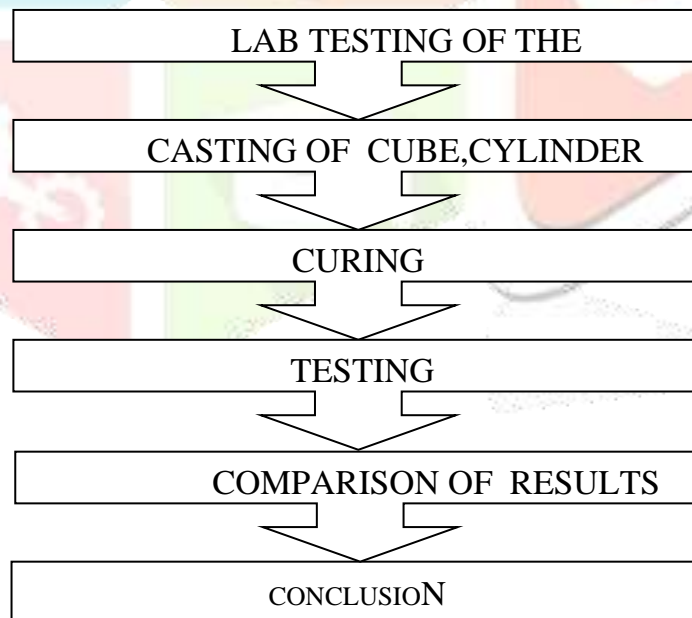 LAB TESTING OF THE
CASTING OF CUBE,CYLINDER
CURING
TESTING
COMPARISON OF RESULTS
CONCLUSION